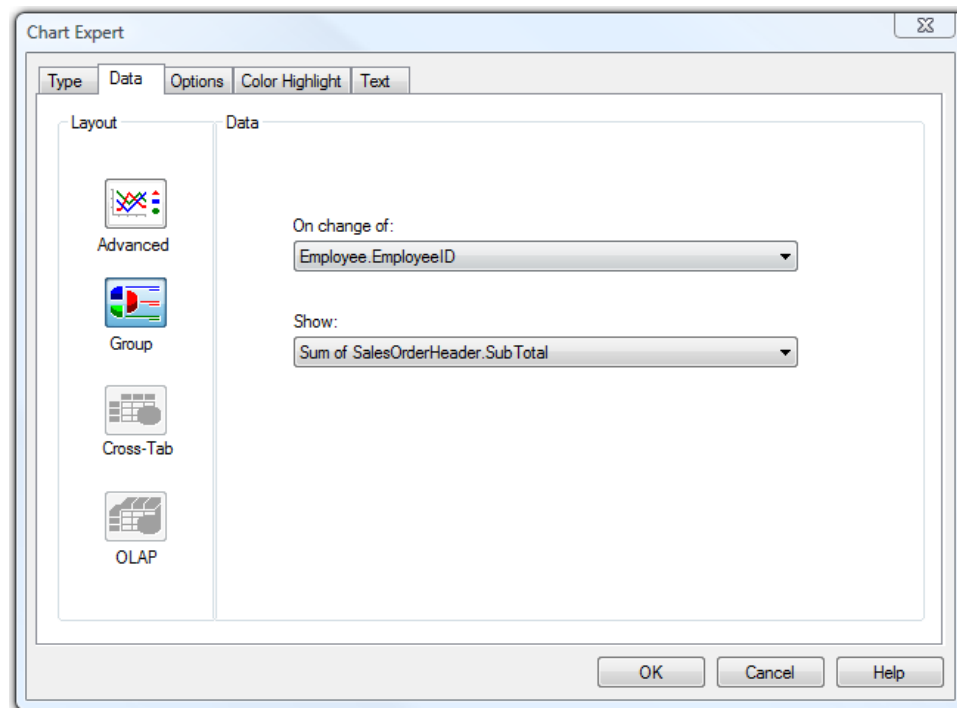 Chart Expert
Type Data Options Color Highlight Text
Layout Data
Advanced
On change of:
Employee.EmployeeID
Group
Show:
Sum of SalesOrderHeader.SubTotal
Cross-Tab
OLAP
OK Cancel Help